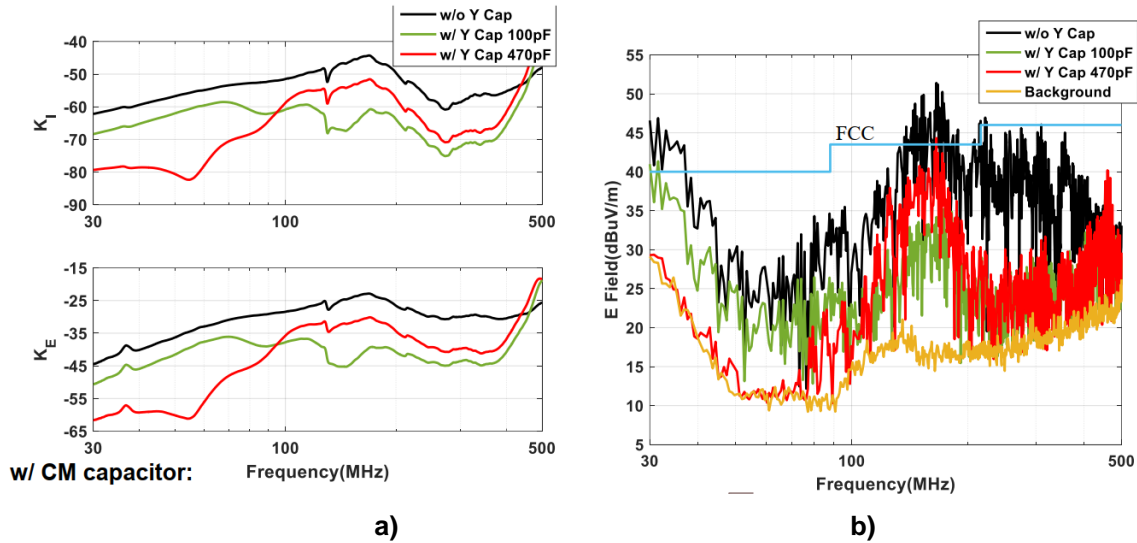 w/o Y Cap
w/ Y Cap 100pF
w/ Y Cap 470pF
-40
-50
-60
-70
-80
-90
K_I
30
100
500
-15
-25
-35
-45
-55
-65
K_E
30
100
500
Frequency(MHz)
w/ CM capacitor:
a)
w/o Y Cap
w/ Y Cap 100pF
w/ Y Cap 470pF
Background
FCC
55
50
45
40
35
30
25
20
15
10
5
E Field(dBuV/m)
30
100
500
Frequency(MHz)
b)